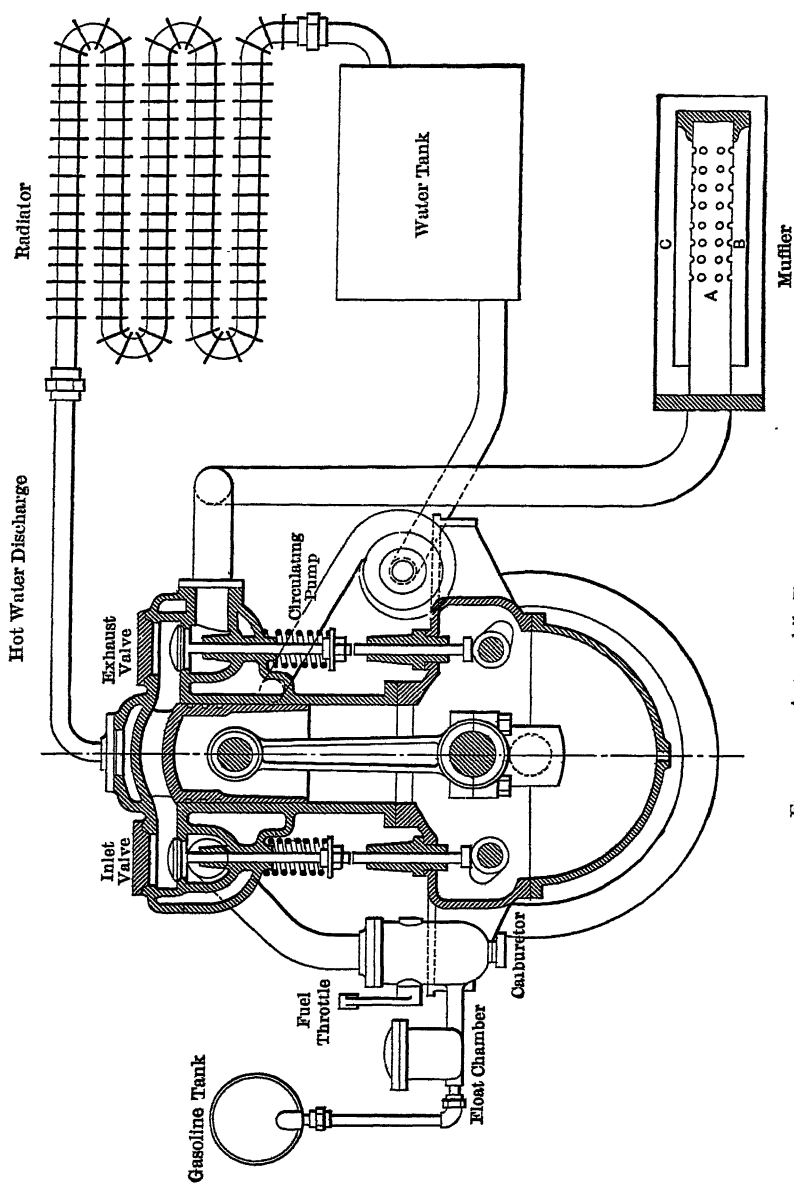 Radiator
Hot Water Discharge
Water Tank
C
A
B
Muffler
Circulating
Pump
Exhaust
Valve
Inlet
Valve
Fuel
Throttle
Caiburetor
Float Chamber
Gasoline Tank